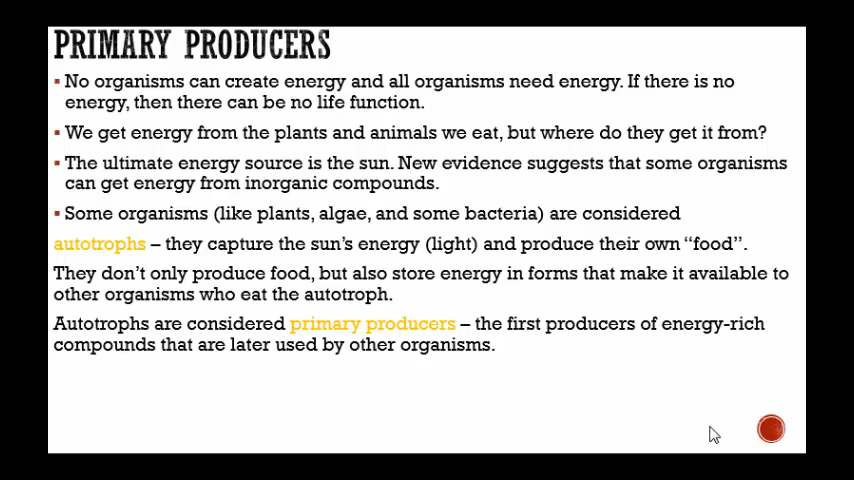 PRIMARY PRODUCERS
▪ No organisms can create energy and all organisms need energy. If there is no
energy, then there can be no life function.
▪ We get energy from the plants and animals we eat, but where do they get it from?
▪ The ultimate energy source is the sun. New evidence suggests that some organisms
can get energy from inorganic compounds.
▪ Some organisms (like plants, algae, and some bacteria) are considered
autotrophs – they capture the sun’s energy (light) and produce their own “food”.
They don’t only produce food, but also store energy in forms that make it available to
other organisms who eat the autotroph.
Autotrophs are considered primary producers – the first producers of energy-rich
compounds that are later used by other organisms.